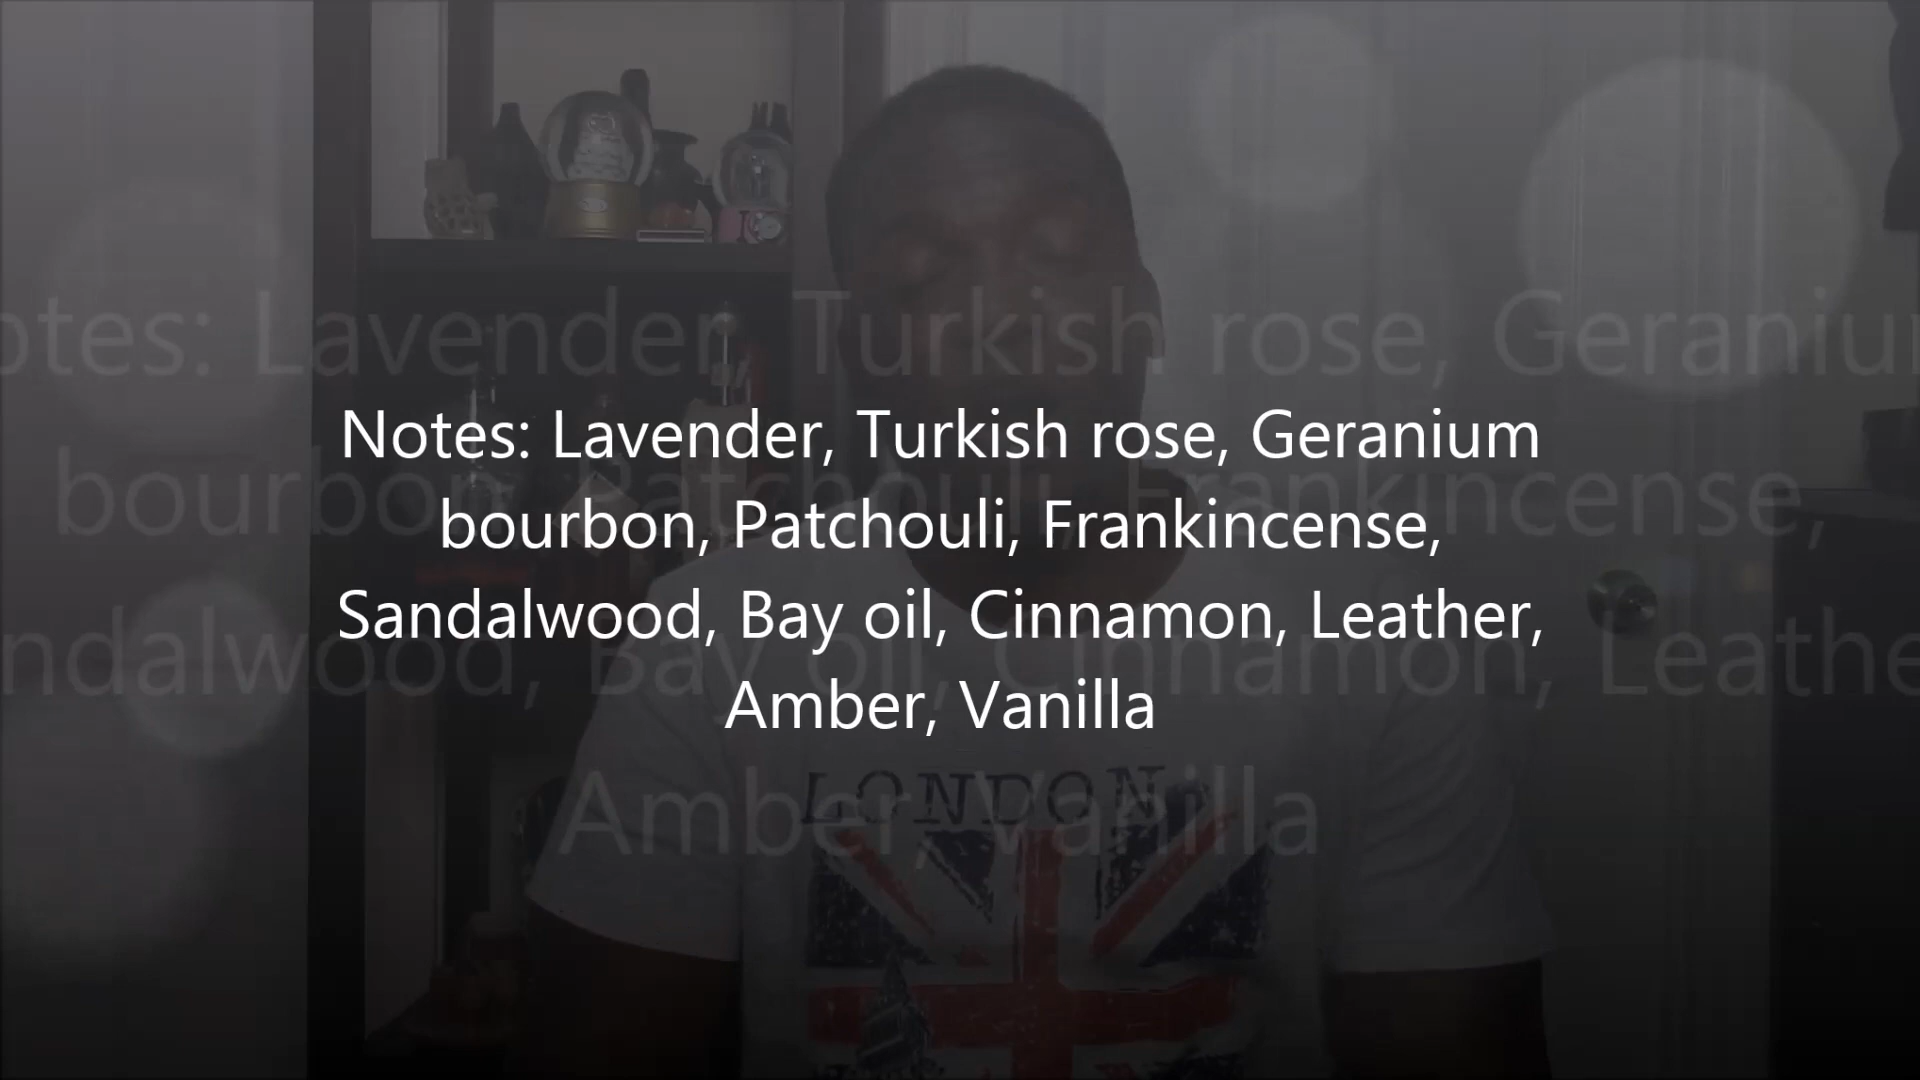 Notes: Lavender, Turkish rose, Geranium
bourbon, Patchouli, Frankincense,
Sandalwood, Bay oil, Cinnamon, Leather,
Amber, Vanilla
LONDON